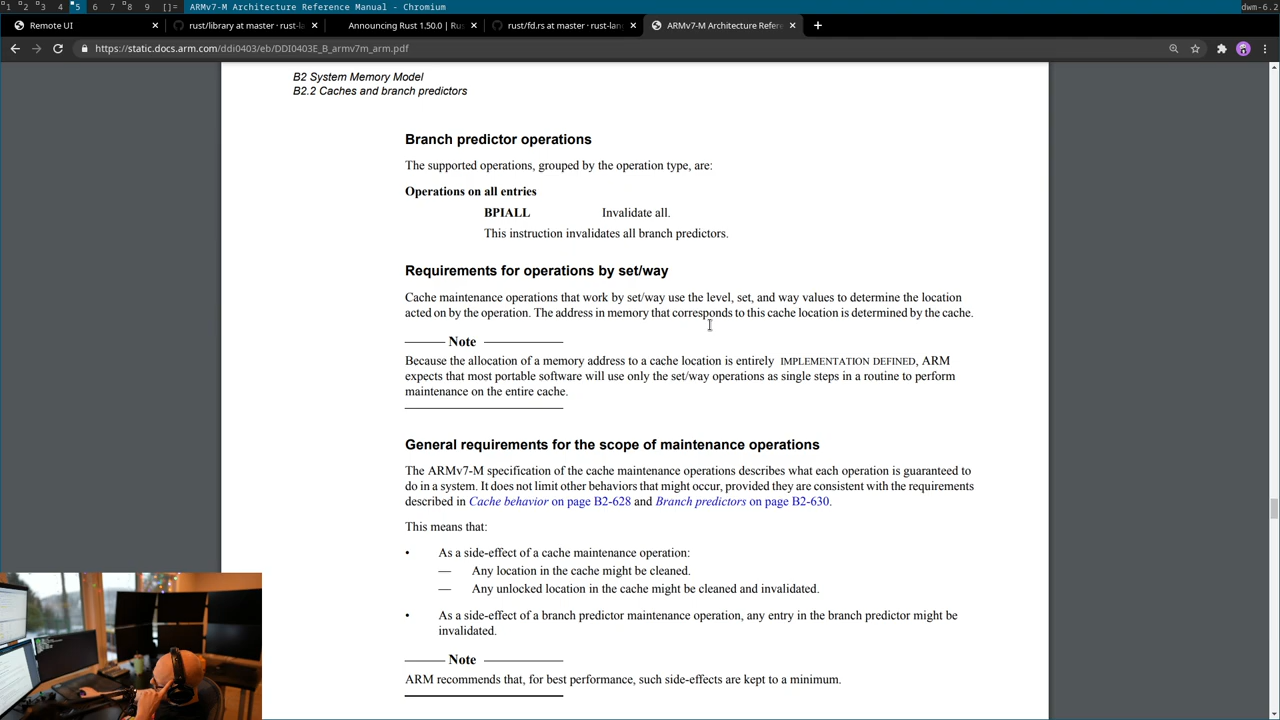 1 2 3 4 5 6 7 8 9 []= ARMv7-M Architecture Reference Manual - Chromium dwm-6.2
Remote UI × rust/library at master · rust-la × Announcing Rust 1.50.0 | Ru × rust/fd.rs at master · rust-lang × ARMv7-M Architecture Referen ×
https://static.docs.arm.com/ddi0403/eb/DDI0403E_B_armv7m_arm.pdf
B2 System Memory Model
B2.2 Caches and branch predictors
Branch predictor operations
The supported operations, grouped by the operation type, are:
Operations on all entries
BPIALL Invalidate all.
This instruction invalidates all branch predictors.
Requirements for operations by set/way
Cache maintenance operations that work by set/way use the level, set, and way values to determine the location
acted on by the operation. The address in memory that corresponds to this cache location is determined by the cache.
Note
Because the allocation of a memory address to a cache location is entirely IMPLEMENTATION DEFINED, ARM
expects that most portable software will use only the set/way operations as single steps in a routine to perform
maintenance on the entire cache.
General requirements for the scope of maintenance operations
The ARMv7-M specification of the cache maintenance operations describes what each operation is guaranteed to
do in a system. It does not limit other behaviors that might occur, provided they are consistent with the requirements
described in Cache behavior on page B2-628 and Branch predictors on page B2-630.
This means that:
• As a side-effect of a cache maintenance operation:
— Any location in the cache might be cleaned.
— Any unlocked location in the cache might be cleaned and invalidated.
• As a side-effect of a branch predictor maintenance operation, any entry in the branch predictor might be
invalidated.
Note
ARM recommends that, for best performance, such side-effects are kept to a minimum.